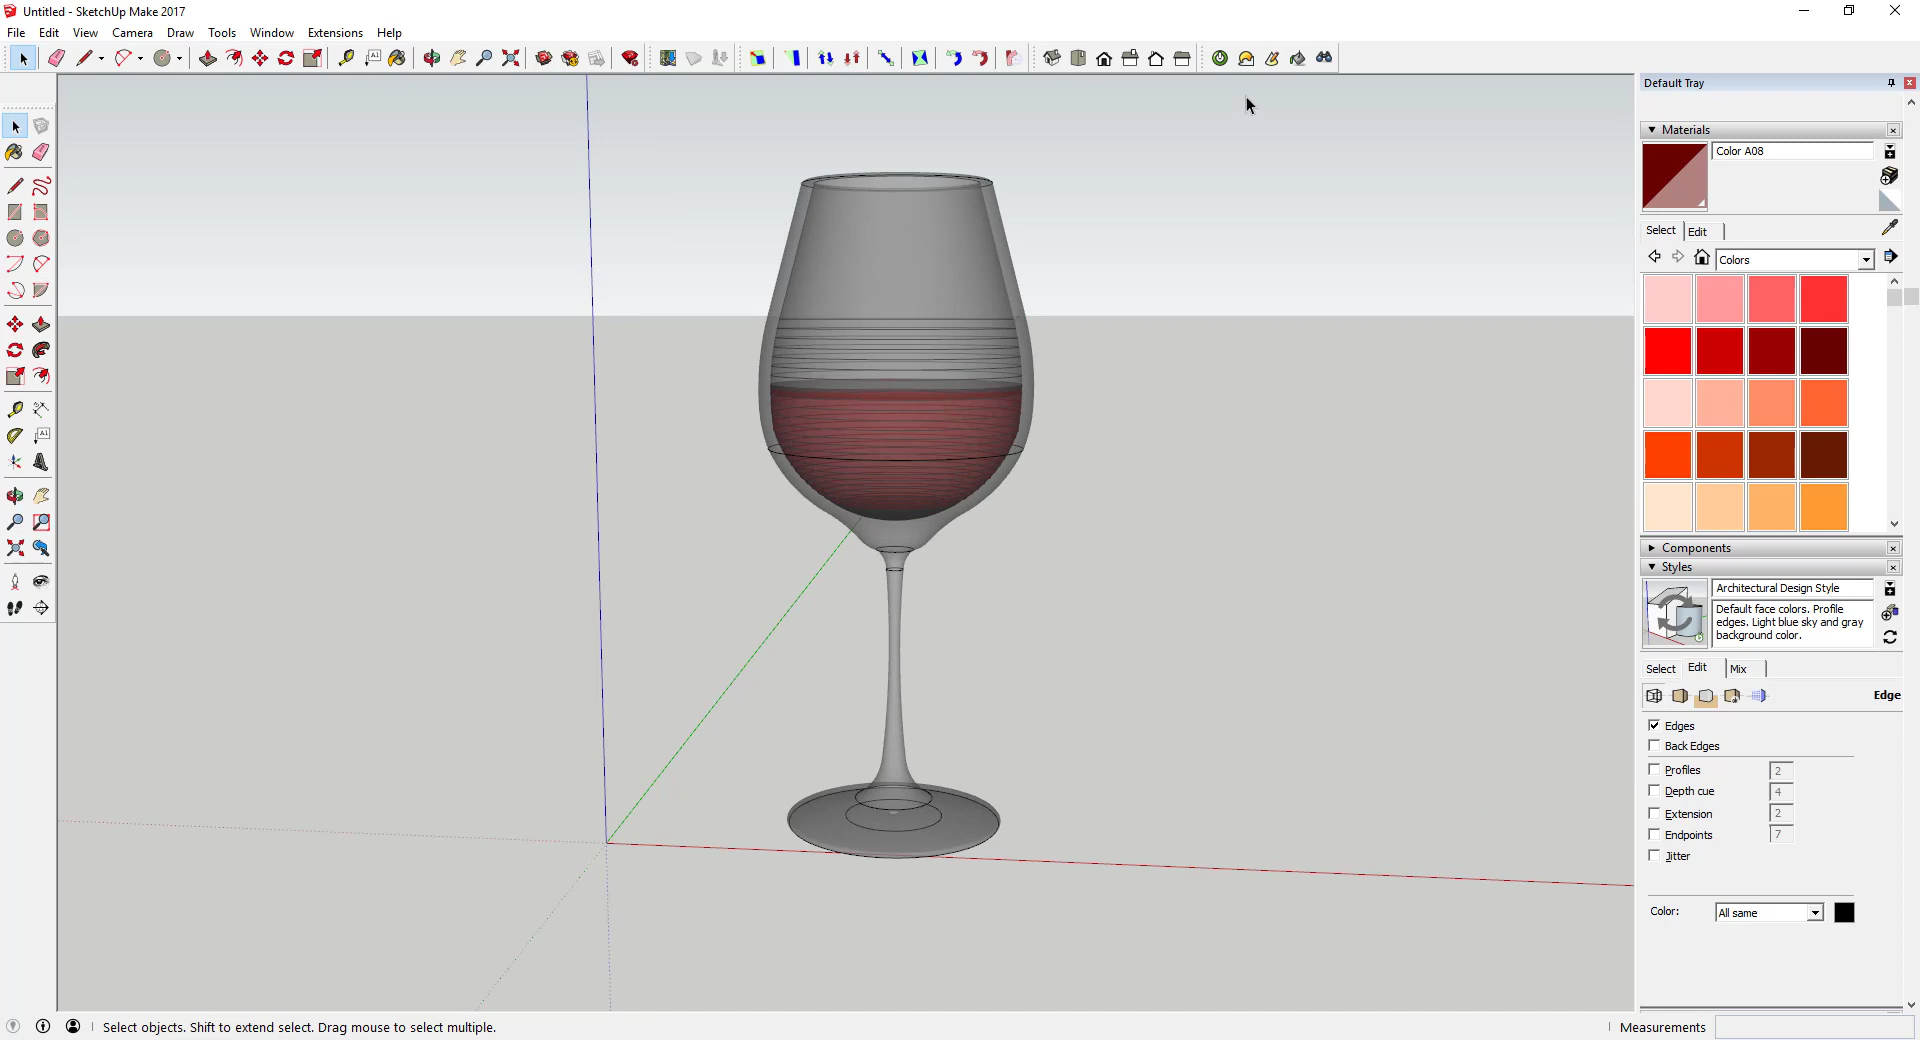 Untitled - SketchUp Make 2017
File Edit View Camera Draw Tools Window Extensions Help
Default Tray
Materials
Color A08
Select Edit
Colors
Components
Styles
Architectural Design Style
Default face colors. Profile
edges. Light blue sky and gray
background color.
Select Edit Mix
Edge
Edges
Back Edges
Profiles 2
Depth cue 4
Extension 2
Endpoints 7
Jitter
Color: All same
Select objects. Shift to extend select. Drag mouse to select multiple.
Measurements